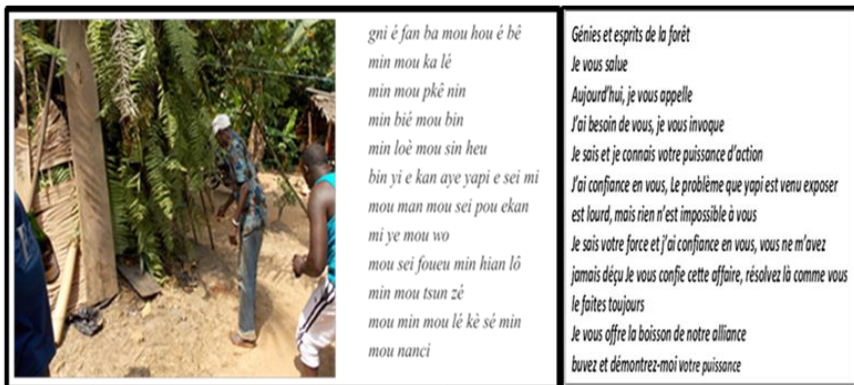 gni é fan ba mou hou é bê
min mou ka lé
min mou pkê nin
min bié mou bin
min loè mou sin heu
bin yi e kan aye yapi e sei mi
mou man mou sei pou ekan
mi ye mou wo
mou sei foueu min hian lô
min mou tsun zé
mou min mou lé kè sé min
mou nanci
Génies et esprits de la forêt
Je vous salue
Aujourd'hui, je vous appelle
J'ai besoin de vous, je vous invoque
Je sais et je connais votre puissance d'action
J'ai confiance en vous, Le problème que yapi est venu exposer
est lourd, mais rien n'est impossible à vous
Je sais votre force et j'ai confiance en vous, vous ne m'avez
jamais déçu Je vous confie cette affaire, résolvez là comme vous
le faites toujours
Je vous offre la boisson de notre alliance
buvez et démontrez-moi votre puissance